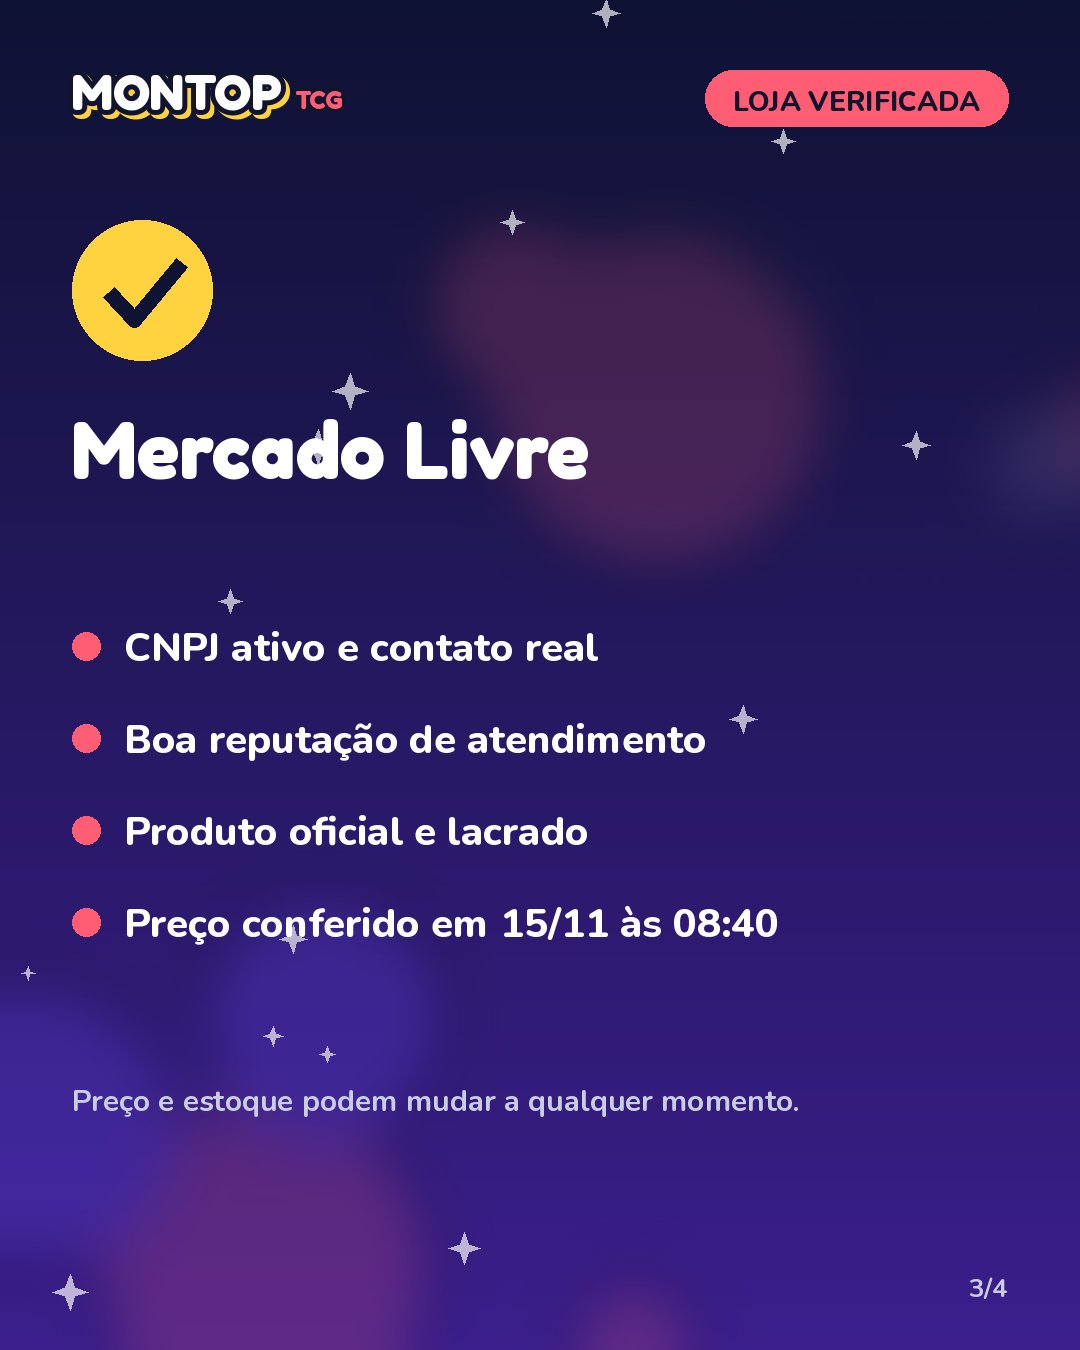 MONTOP TCG
LOJA VERIFICADA
Mercado Livre
CNPJ ativo e contato real
Boa reputação de atendimento
Produto oficial e lacrado
Preço conferido em 15/11 às 08:40
Preço e estoque podem mudar a qualquer momento.
3/4